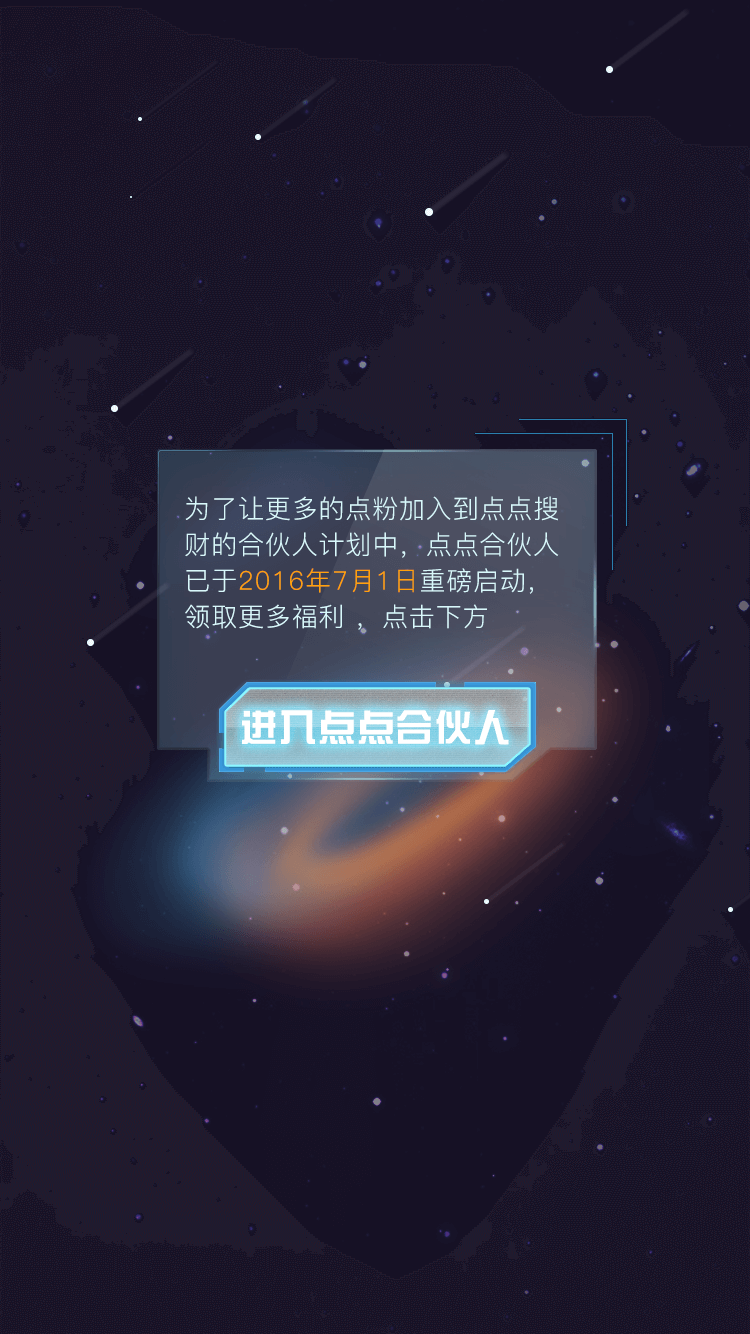 为了让更多的点粉加入到点点搜
财的合伙人计划中，点点合伙人
已于2016年7月1日重磅启动，
领取更多福利 ，点击下方
进入点点合伙人